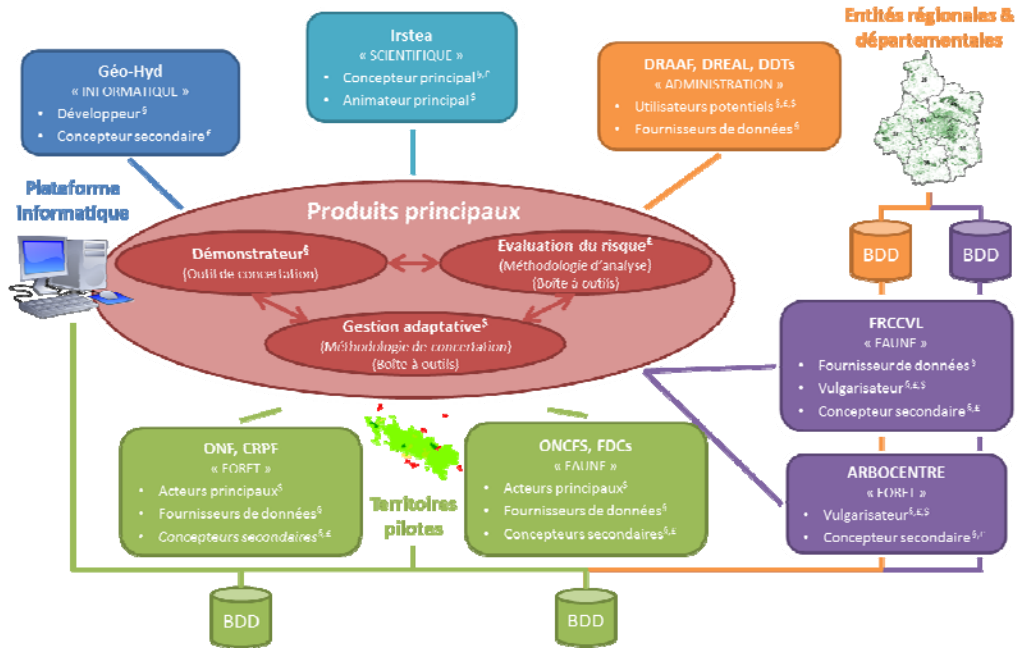 Entités régionales &
départementales
Irstea
« SCIENTIFIQUE »
• Concepteur principal
• Animateur principal$
Géo-Hyd
« INFORMATIQUE »
• Développeur§
• Concepteur secondaire£
DRAAF, DREAL, DDTs
« ADMINISTRATION »
• Utilisateurs potentiels§,£,$
• Fournisseurs de données§
Plataforme
Informatique
Produits principaux
Démonstrateur§
(Outil de concertation)
Evaluation du risque£
(Méthodologie d'analyse)
(Boîte à outils)
Gestion adaptative$
(Méthodologie de concertation)
(Boîte à outils)
BDD
BDD
FRCCVL
« FAUNE »
• Fournisseur de données§
• Vulgarisateur§,£,$
• Concepteur secondaire§,£
ONF, CRPF
« FORET »
• Acteurs principaux$
• Fournisseurs de données§
• Concepteurs secondaires§,£
Territoires
pilotes
ONCFS, FDCs
« FAUNE »
• Acteurs principaux$
• Fournisseurs de données§
• Concepteurs secondaires§,£
ARBOCENTRE
« FORET »
• Vulgarisateur§,£,$
• Concepteur secondaire
BDD
BDD